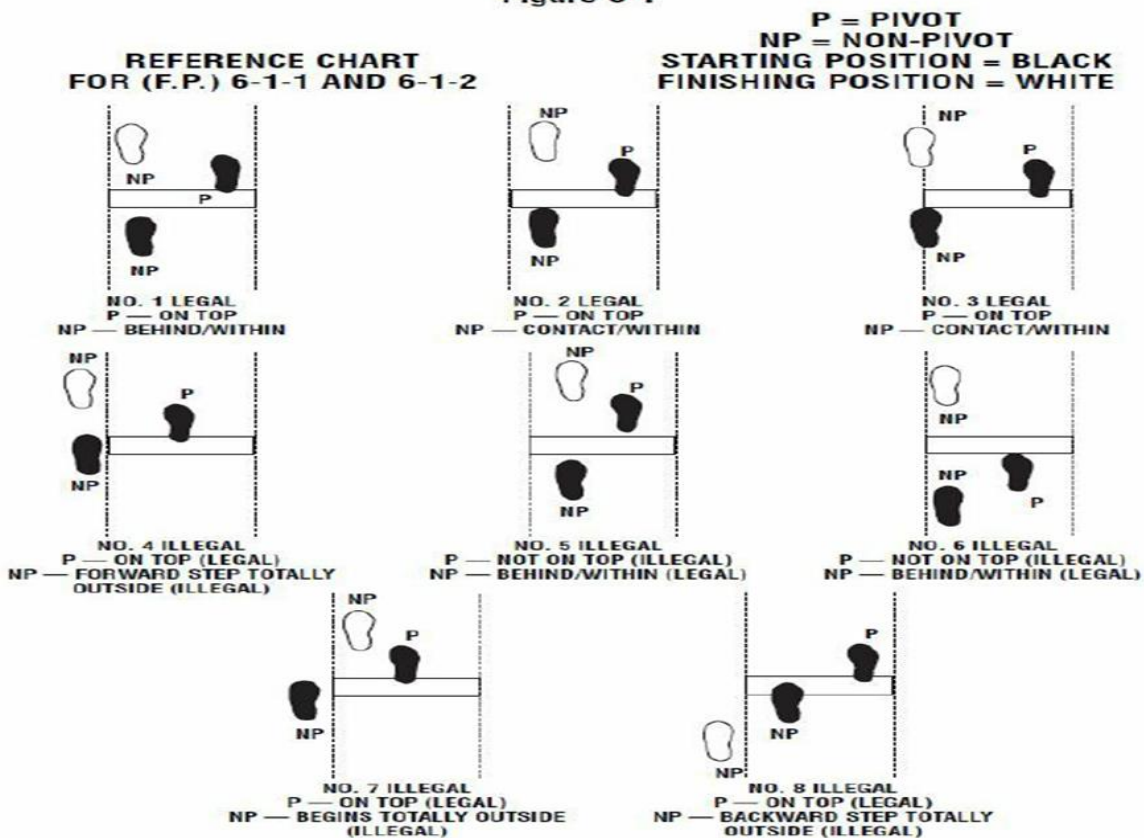 REFERENCE CHART
FOR (F.P.) 6-1-1 AND 6-1-2
P = PIVOT
NP = NON-PIVOT
STARTING POSITION = BLACK
FINISHING POSITION = WHITE
NP
P
NP
NO. 1 LEGAL
P — ON TOP
NP — BEHIND/WITHIN
NP
P
NP
NO. 2 LEGAL
P — ON TOP
NP — CONTACT/WITHIN
NP
P
NP
NO. 3 LEGAL
P — ON TOP
NP — CONTACT/WITHIN
NP
P
NP
NO. 4 ILLEGAL
P — ON TOP (LEGAL)
NP — FORWARD STEP TOTALLY
OUTSIDE (ILLEGAL)
NP
P
NP
NO. 5 ILLEGAL
P — NOT ON TOP (ILLEGAL)
NP — BEHIND/WITHIN (LEGAL)
NP
NP
P
NO. 6 ILLEGAL
P — NOT ON TOP (ILLEGAL)
NP — BEHIND/WITHIN (LEGAL)
NP
P
NP
NO. 7 ILLEGAL
P — ON TOP (LEGAL)
NP — BEGINS TOTALLY OUTSIDE
(ILLEGAL)
P
NP
NP
NO. 8 ILLEGAL
P — ON TOP (LEGAL)
NP — BACKWARD STEP TOTALLY
OUTSIDE (ILLEGAL)